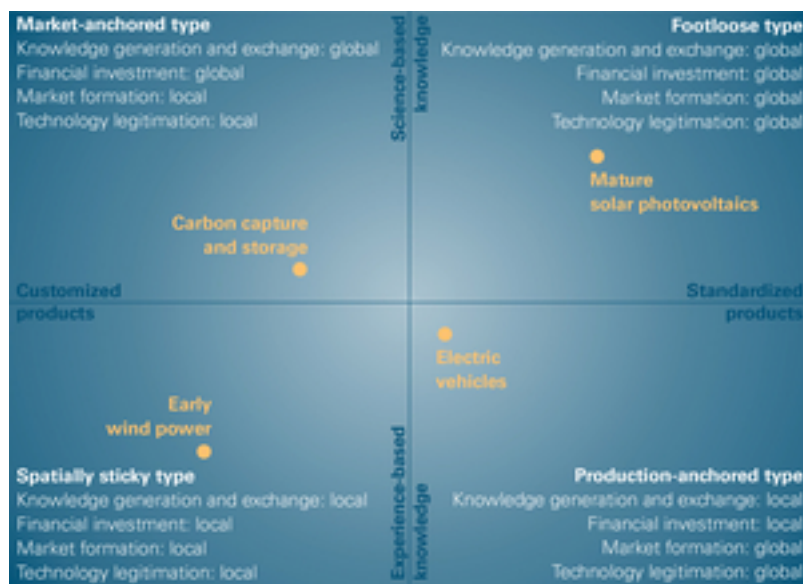 Market-anchored type
Knowledge generation and exchange: global
Financial investment: global
Market formation: local
Technology legitimation: local
Science-based
knowledge
Footloose type
Knowledge generation and exchange: global
Financial investment: global
Market formation: global
Technology legitimation: global
Mature
solar photovoltaics
Carbon capture
and storage
Customized
products
Standardized
products
Electric
vehicles
Early
wind power
Spatially sticky type
Knowledge generation and exchange: local
Financial investment: local
Market formation: local
Technology legitimation: local
Experience-based
knowledge
Production-anchored type
Knowledge generation and exchange: local
Financial investment: local
Market formation: global
Technology legitimation: global